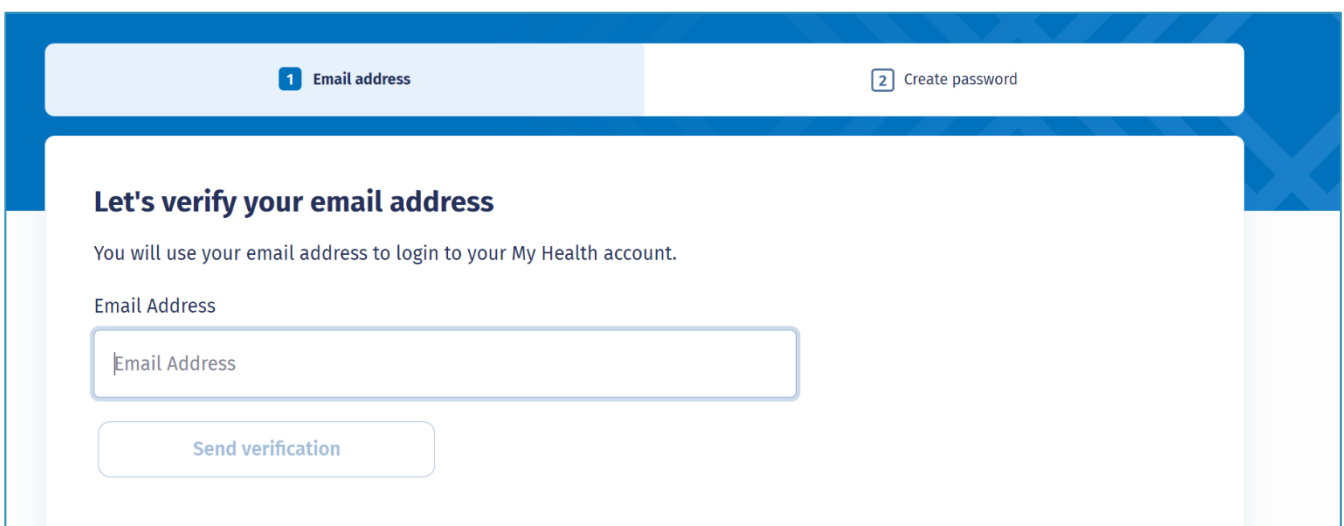 1 Email address
2 Create password
Let's verify your email address
You will use your email address to login to your My Health account.
Email Address
Email Address
Send verification